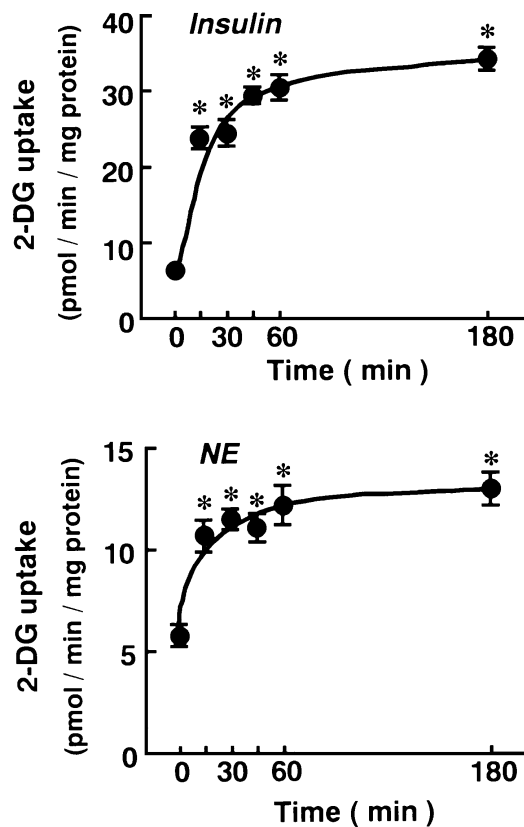 Insulin
40
30
20
10
0
2-DG uptake
(pmol / min / mg protein)
* * * * *
0 30 60 180
Time ( min )
NE
15
10
5
0
2-DG uptake
(pmol / min / mg protein)
* * * * *
0 30 60 180
Time ( min )